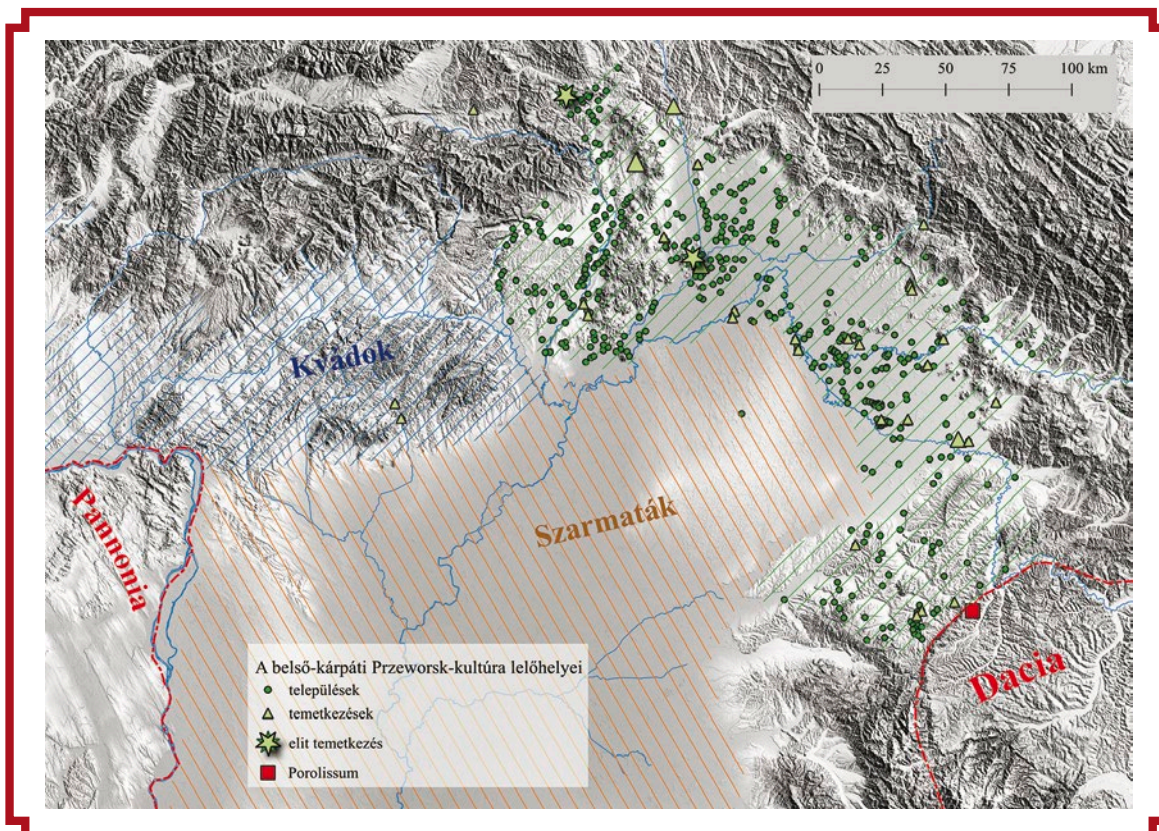 0 25 50 75 100 km
Kvádok
Pannonia
Szarmaták
Dacia
A belső-kárpáti Przeworsk-kultúra lelőhelyei
települések
temetkezések
elit temetkezés
Porolissum